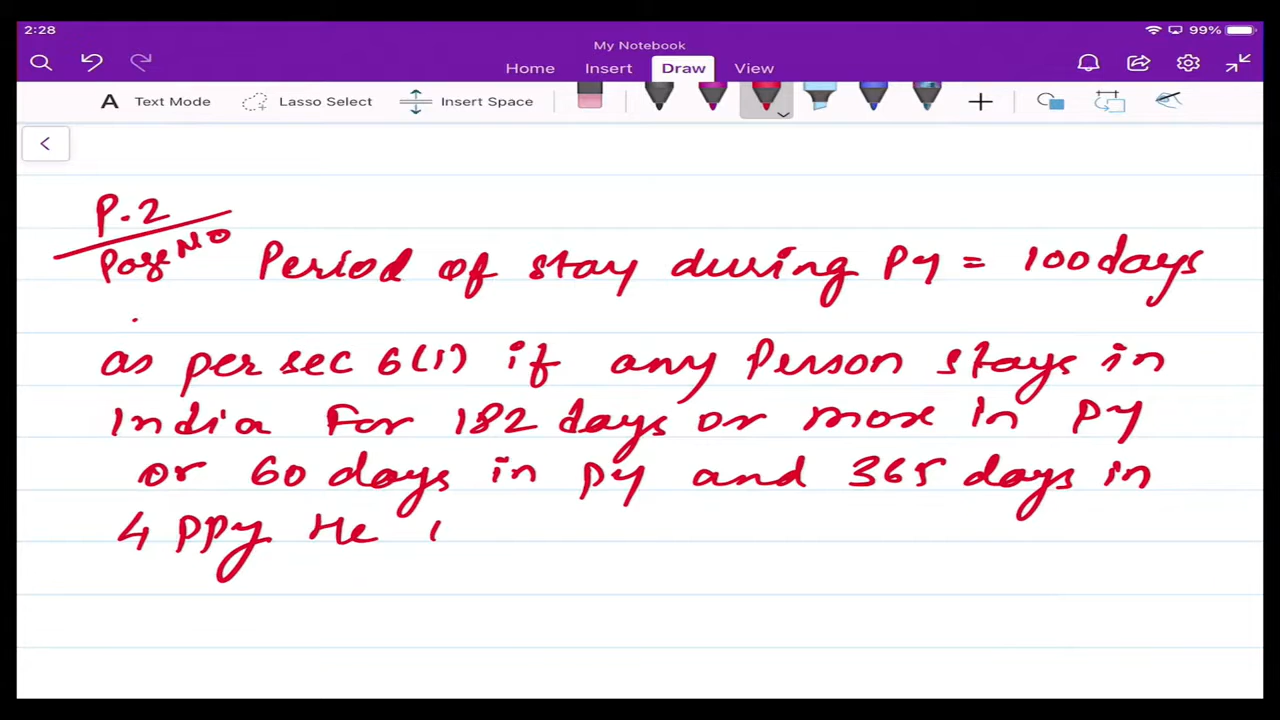 2:28
99%
My Notebook
Home Insert Draw View
A Text Mode Lasso Select Insert Space
P.2
Page No
Period of stay during PY = 100 days
as per sec 6(1) if any Person stays in
India For 182 days or more in PY
or 60 days in PY and 365 days in
4 PPY He